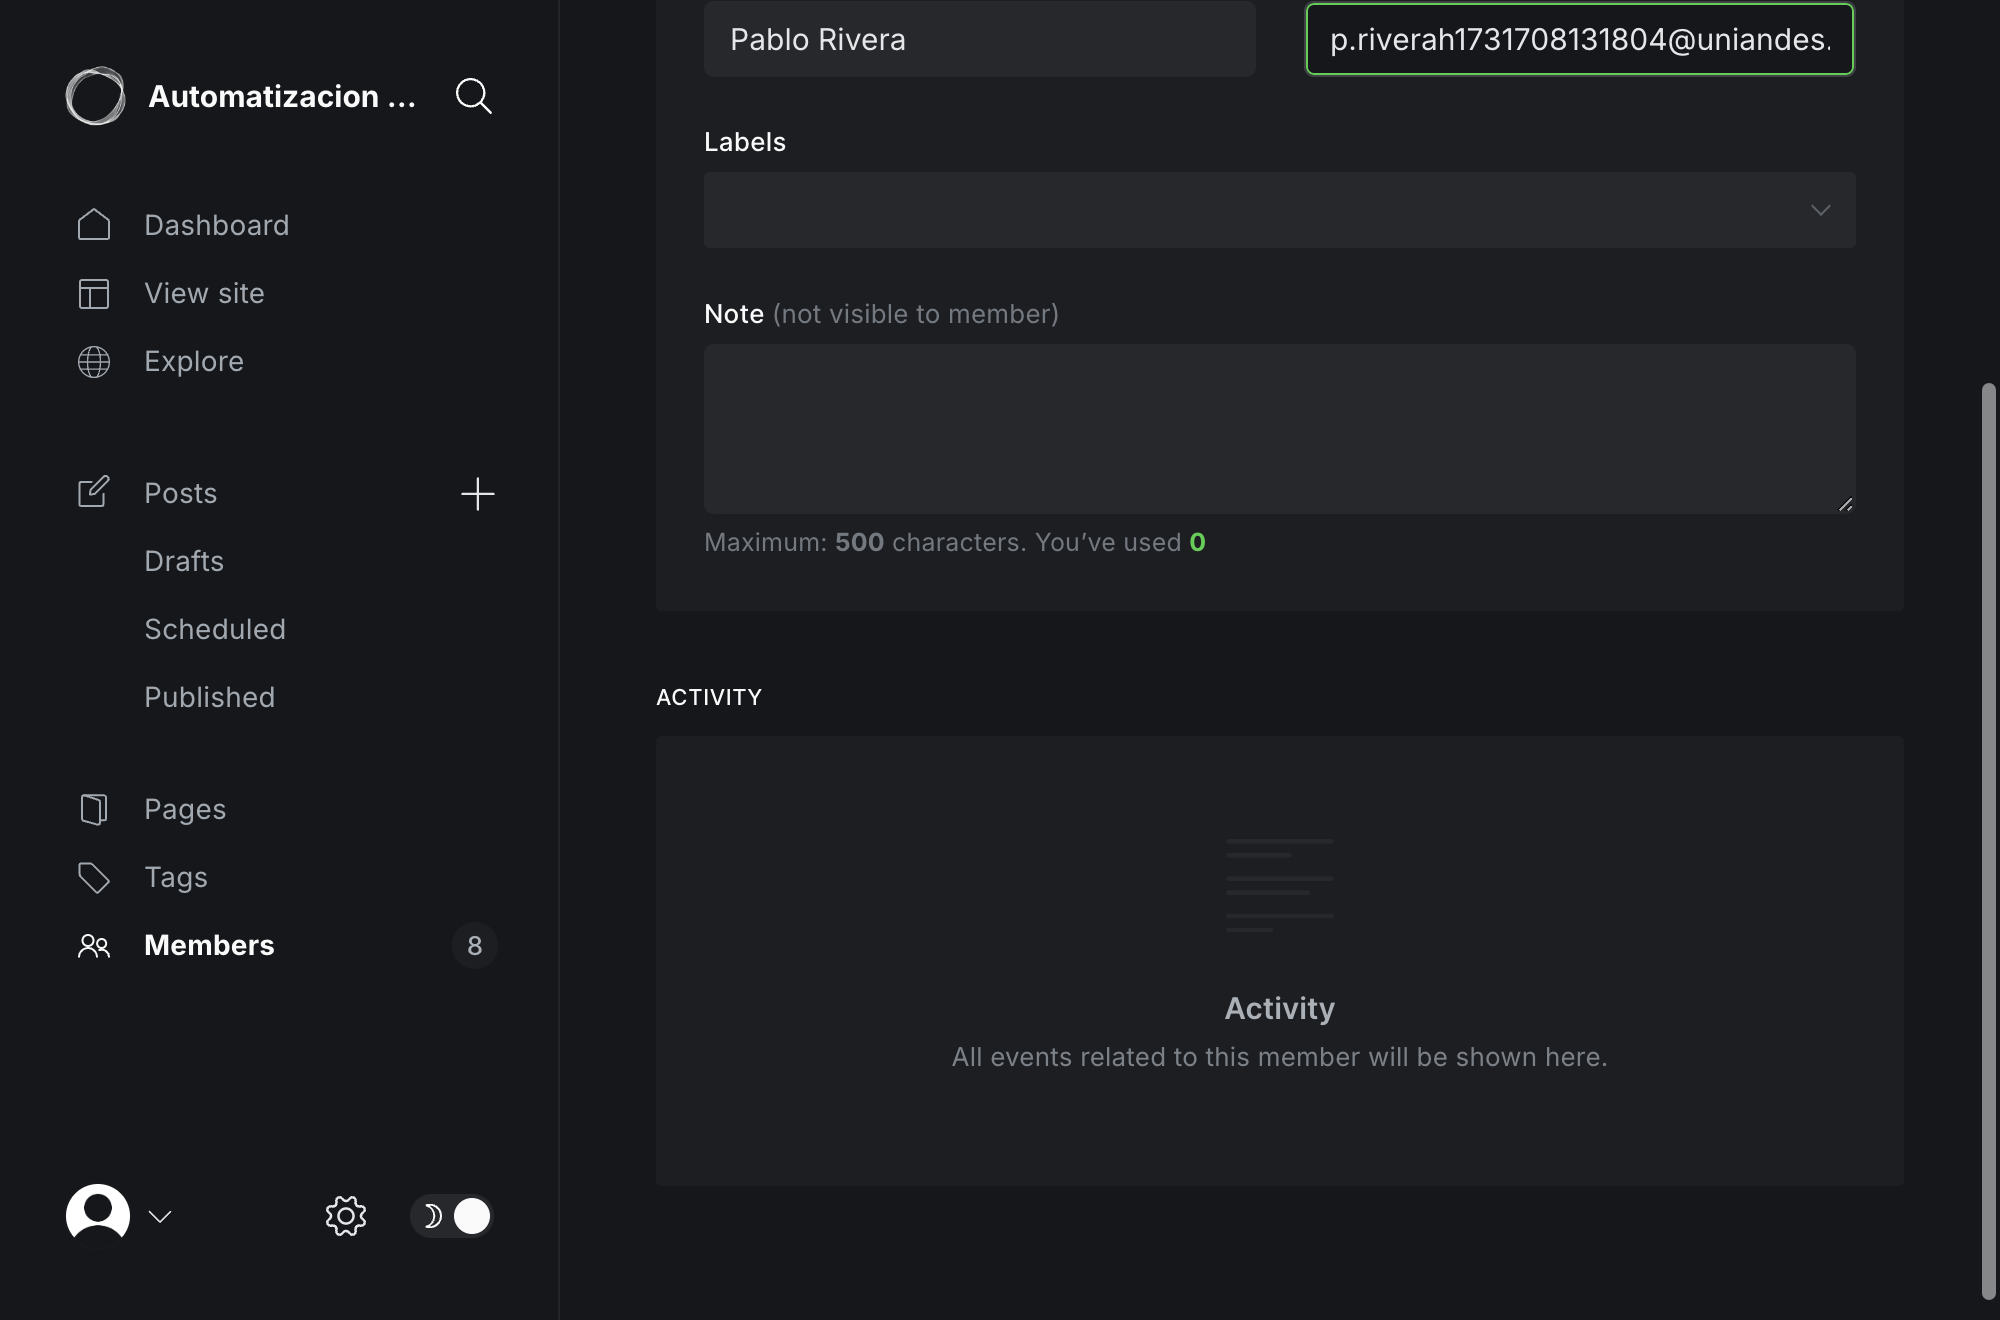 Automatizacion ...
Dashboard
View site
Explore
Posts
Drafts
Scheduled
Published
Pages
Tags
Members
8
Pablo Rivera
p.riverah1731708131804@uniandes.
Labels
Note (not visible to member)
Maximum: 500 characters. You’ve used 0
ACTIVITY
Activity
All events related to this member will be shown here.